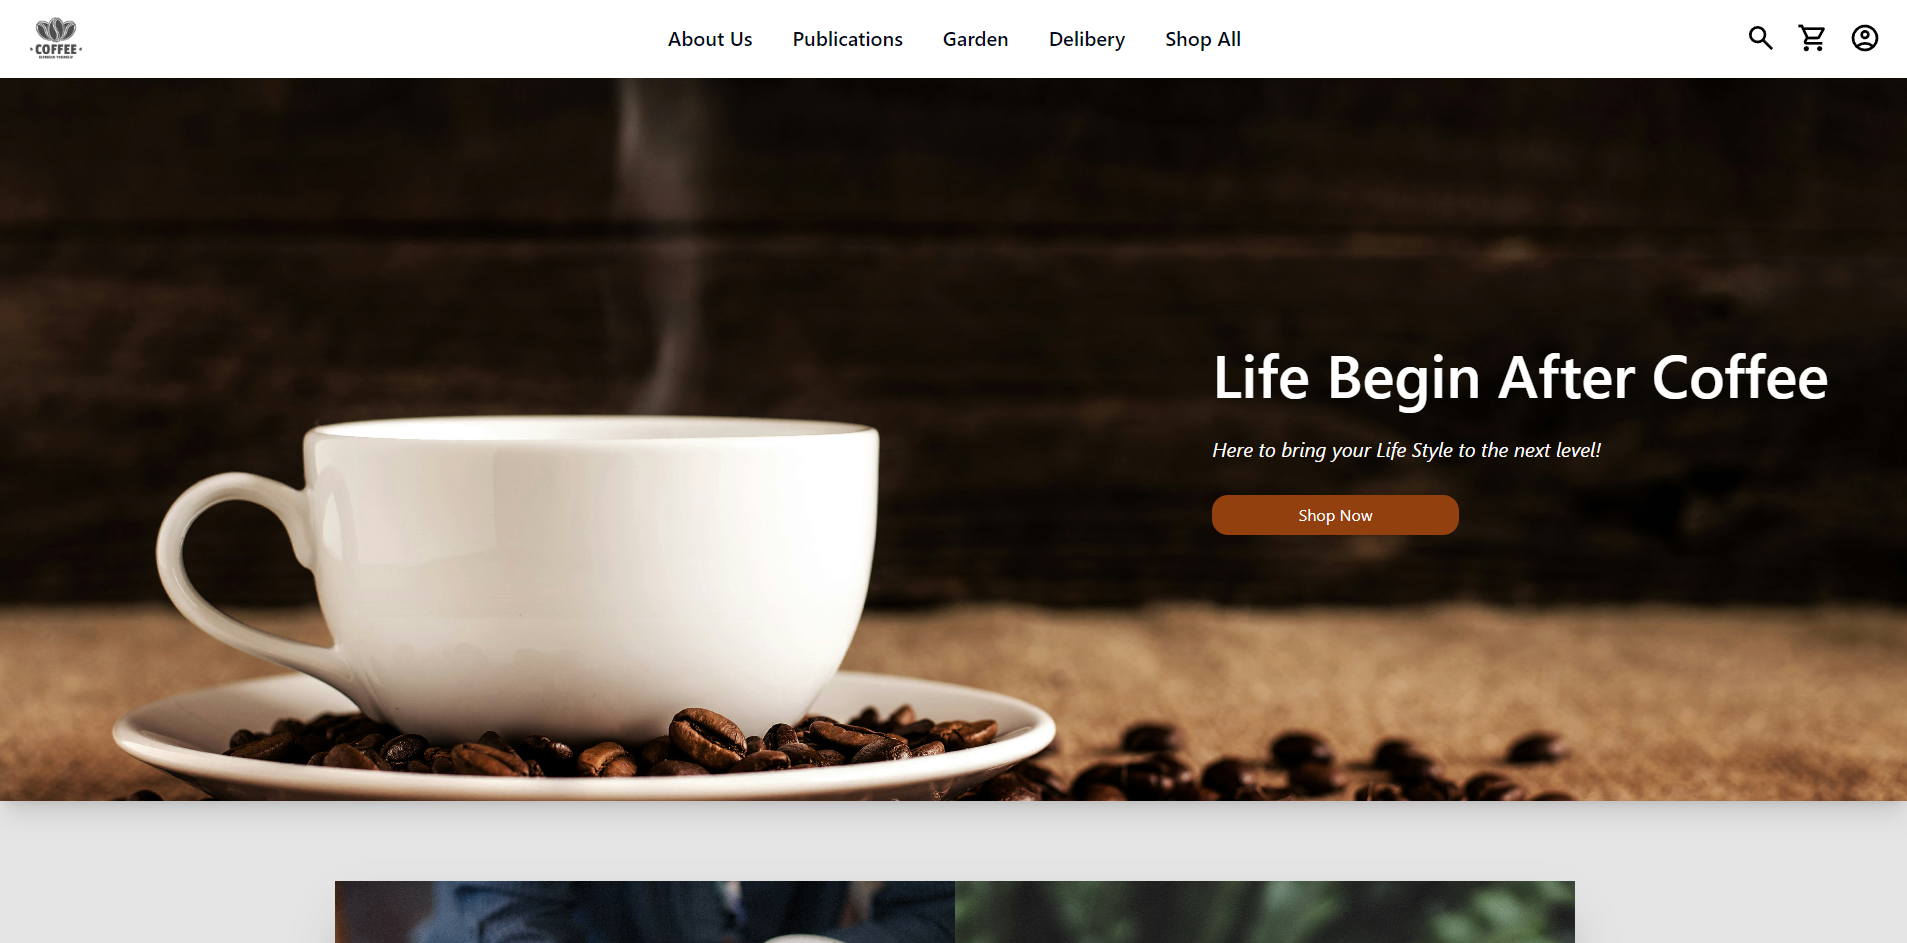 COFFEE
About Us
Publications
Garden
Delibery
Shop All
Life Begin After Coffee
Here to bring your Life Style to the next level!
Shop Now